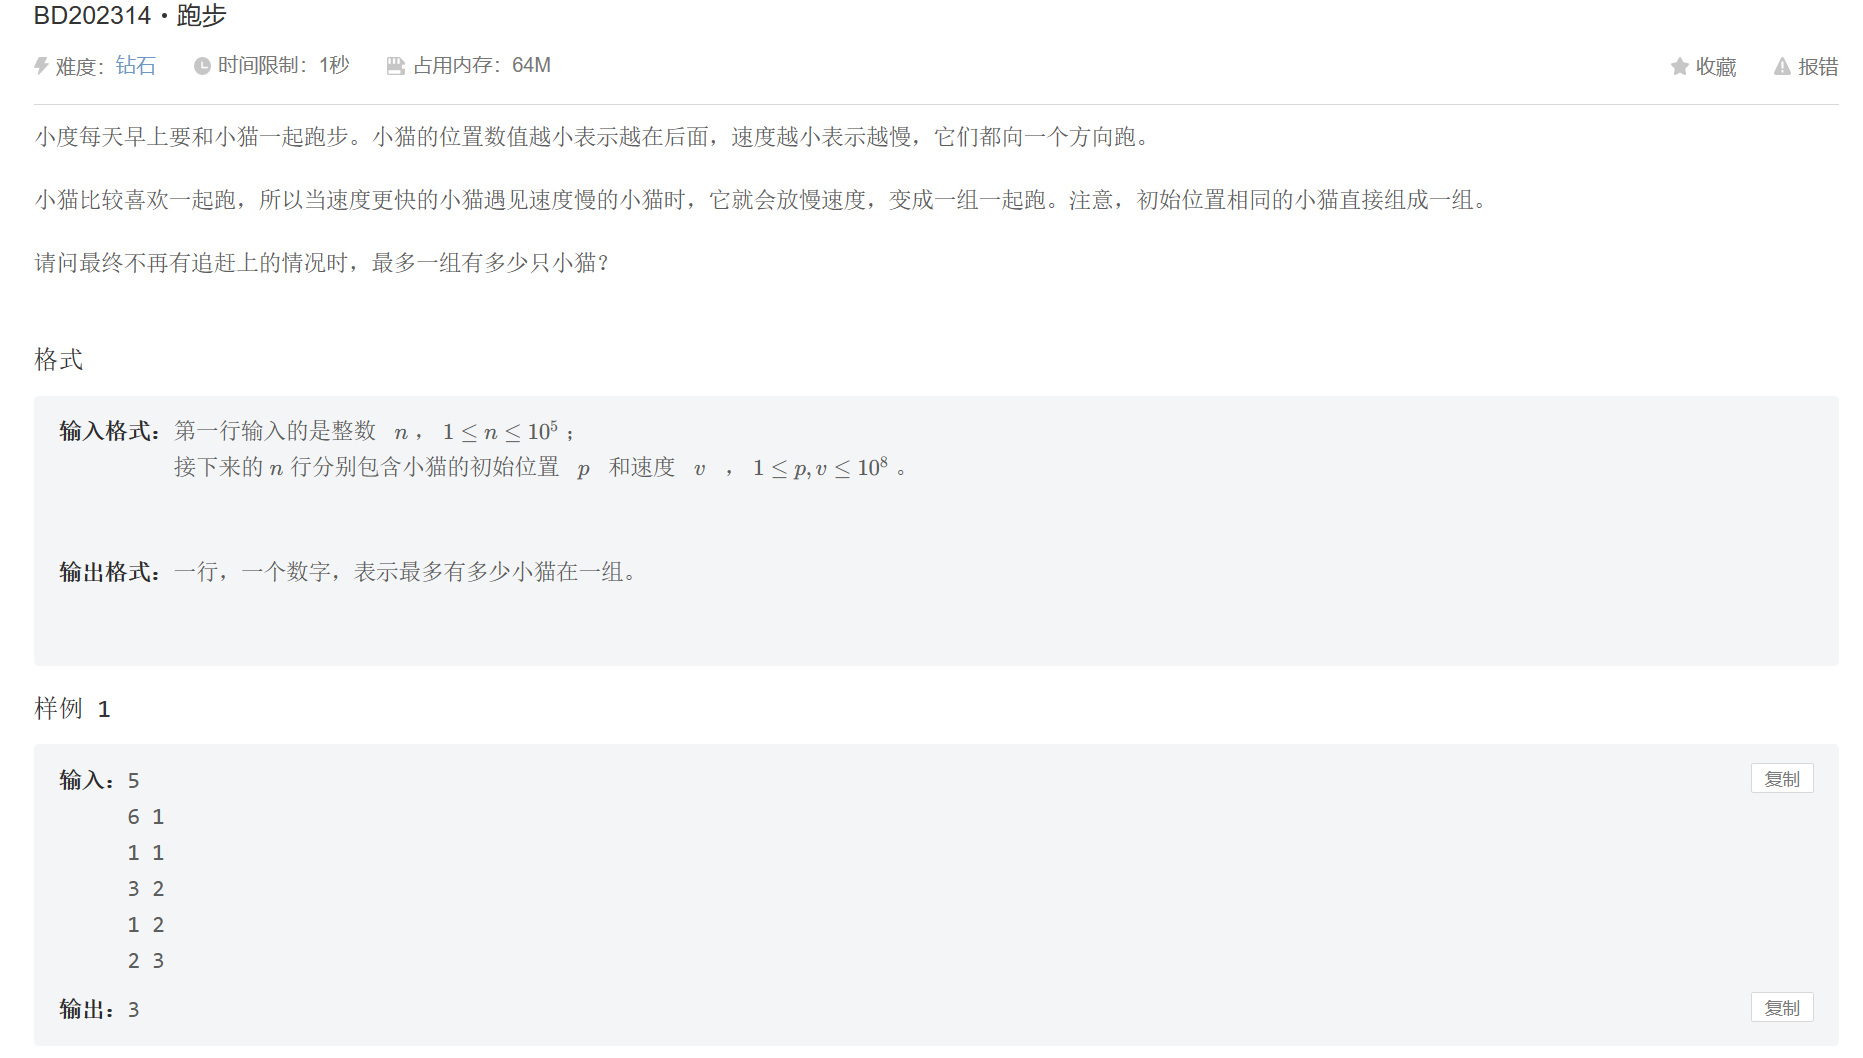 BD202314・跑步
难度：钻石 时间限制：1秒 占用内存：64M 收藏 报错
小度每天早上要和小猫一起跑步。小猫的位置数值越小表示越在后面，速度越小表示越慢，它们都向一个方向跑。
小猫比较喜欢一起跑，所以当速度更快的小猫遇见速度慢的小猫时，它就会放慢速度，变成一组一起跑。注意，初始位置相同的小猫直接组成一组。
请问最终不再有追赶上的情况时，最多一组有多少只小猫？
格式
输入格式：第一行输入的是整数 n，1 ≤ n ≤ 10⁵；
接下来的 n 行分别包含小猫的初始位置 p 和速度 v ，1 ≤ p, v ≤ 10⁸ 。
输出格式：一行，一个数字，表示最多有多少小猫在一组。
样例 1
输入：5 复制
6 1
1 1
3 2
1 2
2 3
输出：3 复制